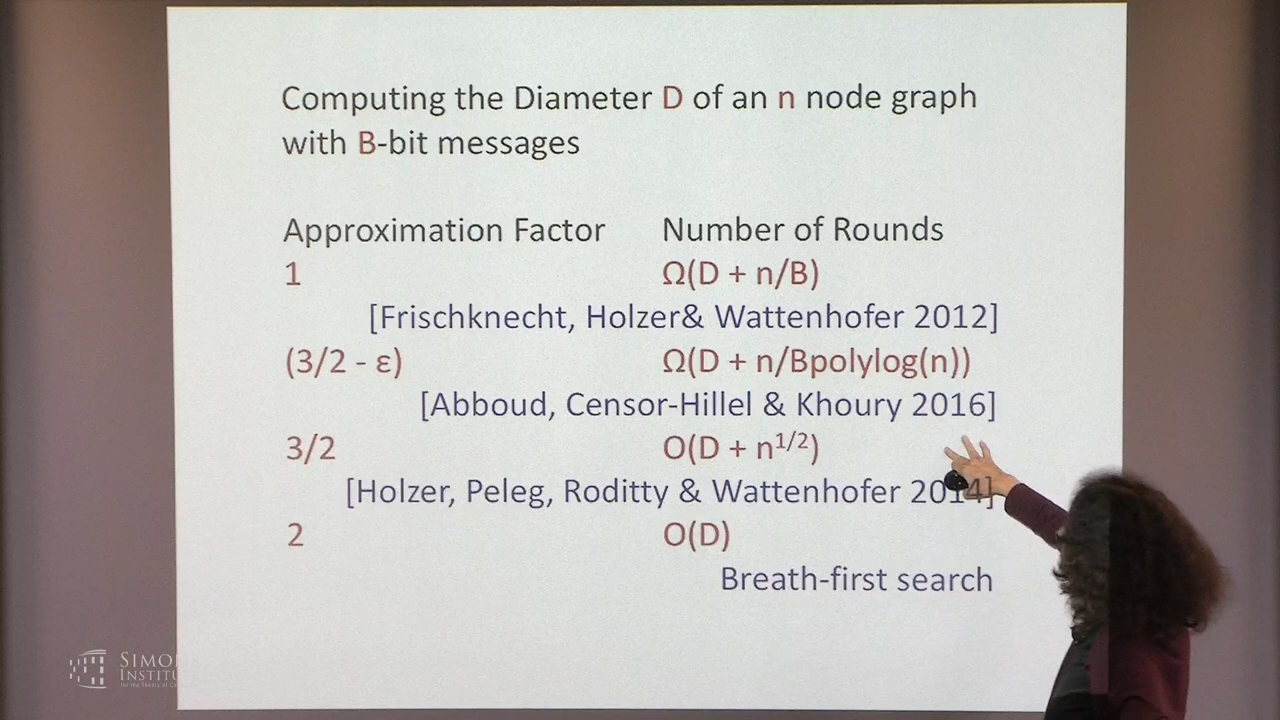 Computing the Diameter D of an n node graph
with B-bit messages
Approximation Factor Number of Rounds
1 Ω(D + n/B)
[Frischknecht, Holzer& Wattenhofer 2012]
(3/2 - ε) Ω(D + n/Bpolylog(n))
[Abboud, Censor-Hillel & Khoury 2016]
3/2 O(D + n^{1/2})
[Holzer, Peleg, Roditty & Wattenhofer 2014]
2 O(D)
Breath-first search